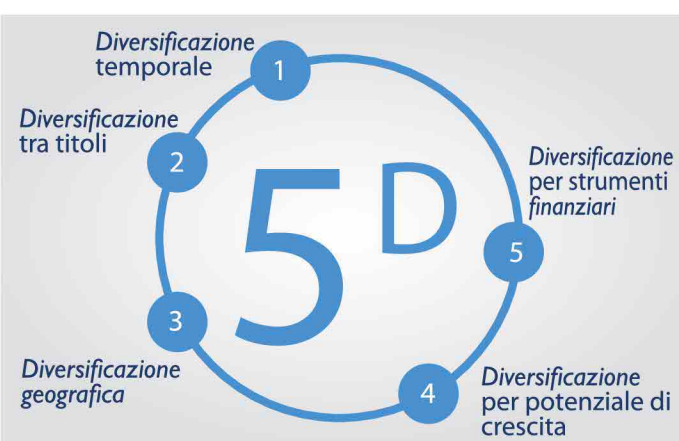 Diversificazione
temporale
1
Diversificazione
tra titoli
2
5 D
Diversificazione
per strumenti
finanziari
5
3
Diversificazione
geografica
4
Diversificazione
per potenziale di
crescita